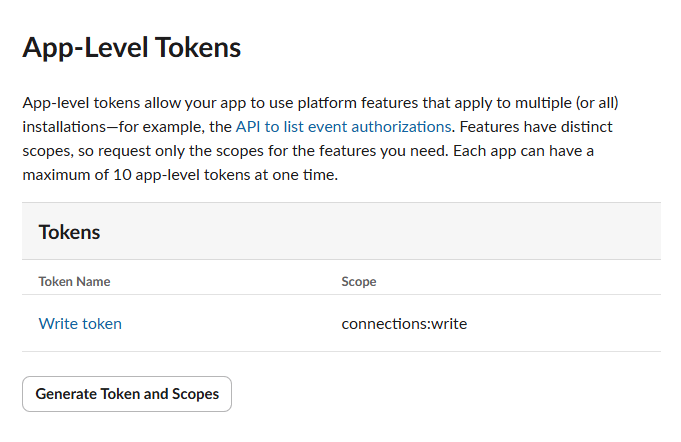 App-Level Tokens
App-level tokens allow your app to use platform features that apply to multiple (or all)
installations—for example, the API to list event authorizations. Features have distinct
scopes, so request only the scopes for the features you need. Each app can have a
maximum of 10 app-level tokens at one time.
Tokens
Token Name Scope
Write token connections:write
Generate Token and Scopes